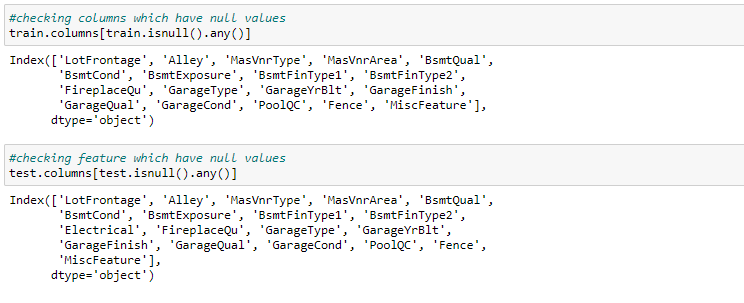 #checking columns which have null values
train.columns[train.isnull().any()]
Index(['LotFrontage', 'Alley', 'MasVnrType', 'MasVnrArea', 'BsmtQual',
'BsmtCond', 'BsmtExposure', 'BsmtFinType1', 'BsmtFinType2',
'FireplaceQu', 'GarageType', 'GarageYrBlt', 'GarageFinish',
'GarageQual', 'GarageCond', 'PoolQC', 'Fence', 'MiscFeature'],
dtype='object')
#checking feature which have null values
test.columns[test.isnull().any()]
Index(['LotFrontage', 'Alley', 'MasVnrType', 'MasVnrArea', 'BsmtQual',
'BsmtCond', 'BsmtExposure', 'BsmtFinType1', 'BsmtFinType2',
'Electrical', 'FireplaceQu', 'GarageType', 'GarageYrBlt',
'GarageFinish', 'GarageQual', 'GarageCond', 'PoolQC', 'Fence',
'MiscFeature'],
dtype='object')